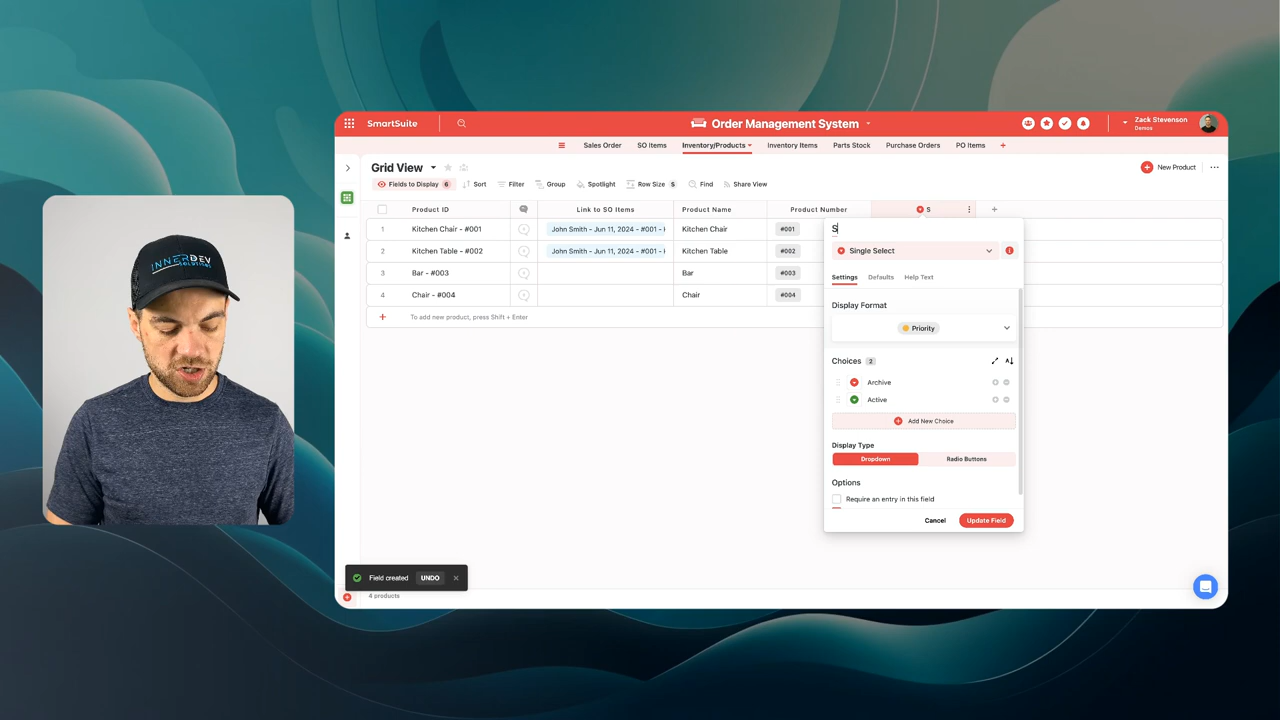 INNERDEV
SmartSuite
Order Management System
Zack Stevenson
Demos
Sales Order
SO Items
Inventory/Products
Inventory Items
Parts Stock
Purchase Orders
PO Items
Grid View
New Product
Fields to Display 6
Sort
Filter
Group
Spotlight
Row Size S
Find
Share View
Product ID
Link to SO Items
Product Name
Product Number
S
1 Kitchen Chair - #001 John Smith - Jun 11, 2024 - #001 - Kitchen Chair #001
2 Kitchen Table - #002 John Smith - Jun 11, 2024 - #001 - Kitchen Table #002
3 Bar - #003 Bar #003
4 Chair - #004 Chair #004
To add new product, press Shift + Enter
S
Single Select
Settings
Defaults
Help Text
Display Format
Priority
Choices 2
Archive
Active
Add New Choice
Display Type
Dropdown
Radio Buttons
Options
Require an entry in this field
Cancel
Update Field
Field created UNDO
4 products